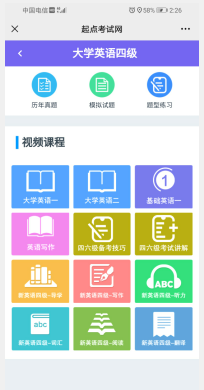 中国电信 58% 2:26
起点考试网
大学英语四级
历年真题 模拟试题 题型练习
视频课程
大学英语一 大学英语二 基础英语一
英语写作 四六级备考技巧 四六级考试讲解
新英语四级-导学 新英语四级-写作 新英语四级-听力
新英语四级-词汇 新英语四级-阅读 新英语四级-翻译
ABC
abc